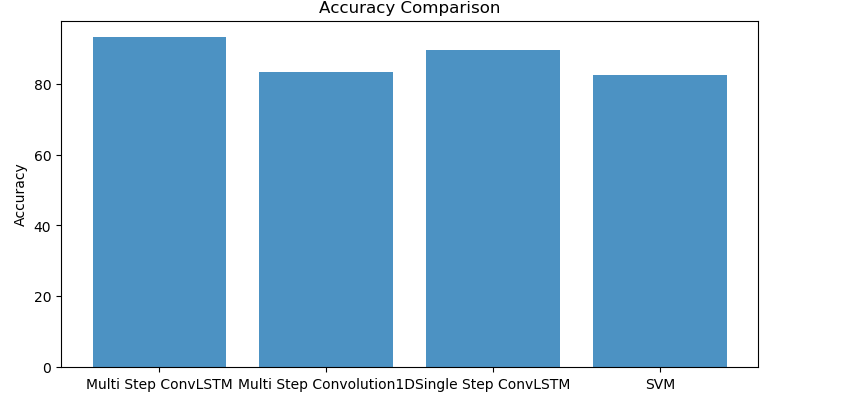 Accuracy Comparison
Accuracy
80
60
40
20
0
Multi Step ConvLSTM Multi Step Convolution1D Single Step ConvLSTM SVM